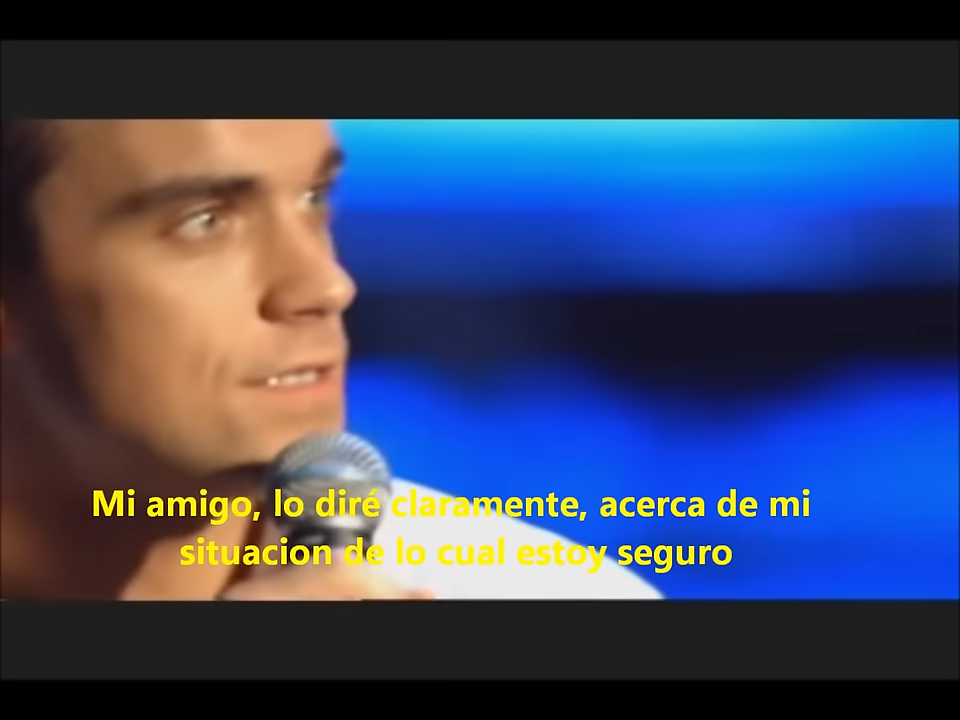 Mi amigo, lo diré claramente, acerca de mi
situacion de lo cual estoy seguro